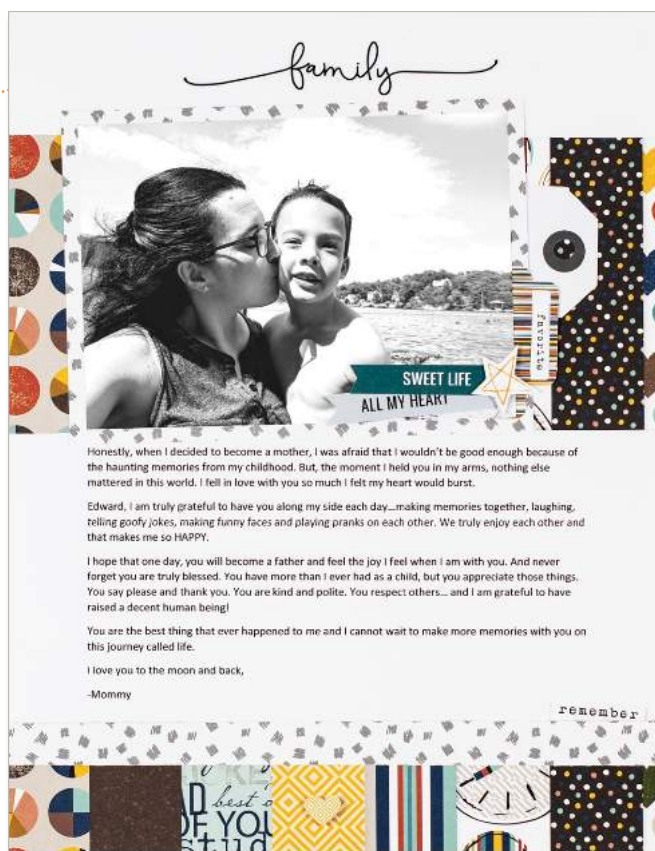 family
favorite
SWEET LIFE
ALL MY HEART
Honestly, when I decided to become a mother, I was afraid that I wouldn't be good enough because of
the haunting memories from my childhood. But, the moment I held you in my arms, nothing else
mattered in this world. I fell in love with you so much I felt my heart would burst.
Edward, I am truly grateful to have you along my side each day...making memories together, laughing,
telling goofy jokes, making funny faces and playing pranks on each other. We truly enjoy each other and
that makes me so HAPPY.
I hope that one day, you will become a father and feel the joy I feel when I am with you. And never
forget you are truly blessed. You have more than I ever had as a child, but you appreciate those things.
You say please and thank you. You are kind and polite. You respect others... and I am grateful to have
raised a decent human being!
You are the best thing that ever happened to me and I cannot wait to make more memories with you on
this journey called life.
I love you to the moon and back,
-Mommy
remember
best
OF YOU